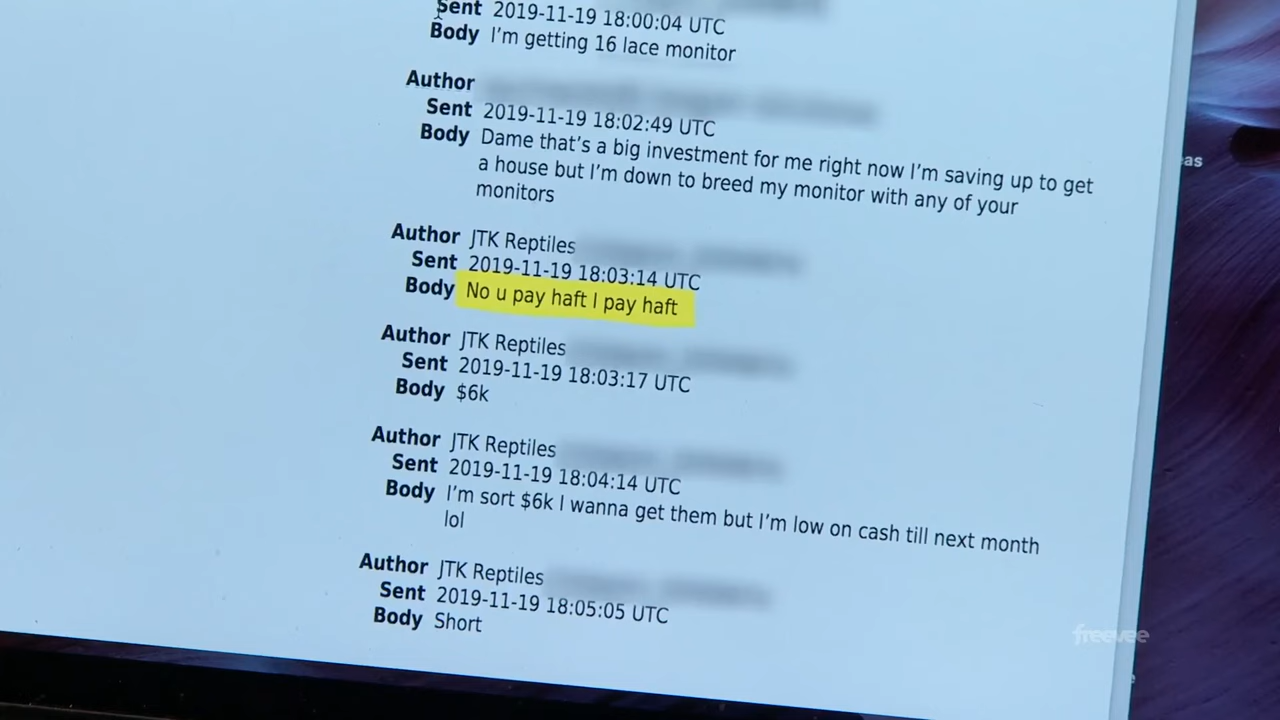 Sent 2019-11-19 18:00:04 UTC
Body I'm getting 16 lace monitor
Author
Sent 2019-11-19 18:02:49 UTC
Body Dame that's a big investment for me right now I'm saving up to get
a house but I'm down to breed my monitor with any of your
monitors
Author JTK Reptiles
Sent 2019-11-19 18:03:14 UTC
Body No u pay haft I pay haft
Author JTK Reptiles
Sent 2019-11-19 18:03:17 UTC
Body $6k
Author JTK Reptiles
Sent 2019-11-19 18:04:14 UTC
Body I'm sort $6k I wanna get them but I'm low on cash till next month
lol
Author JTK Reptiles
Sent 2019-11-19 18:05:05 UTC
Body Short
eas
freevee